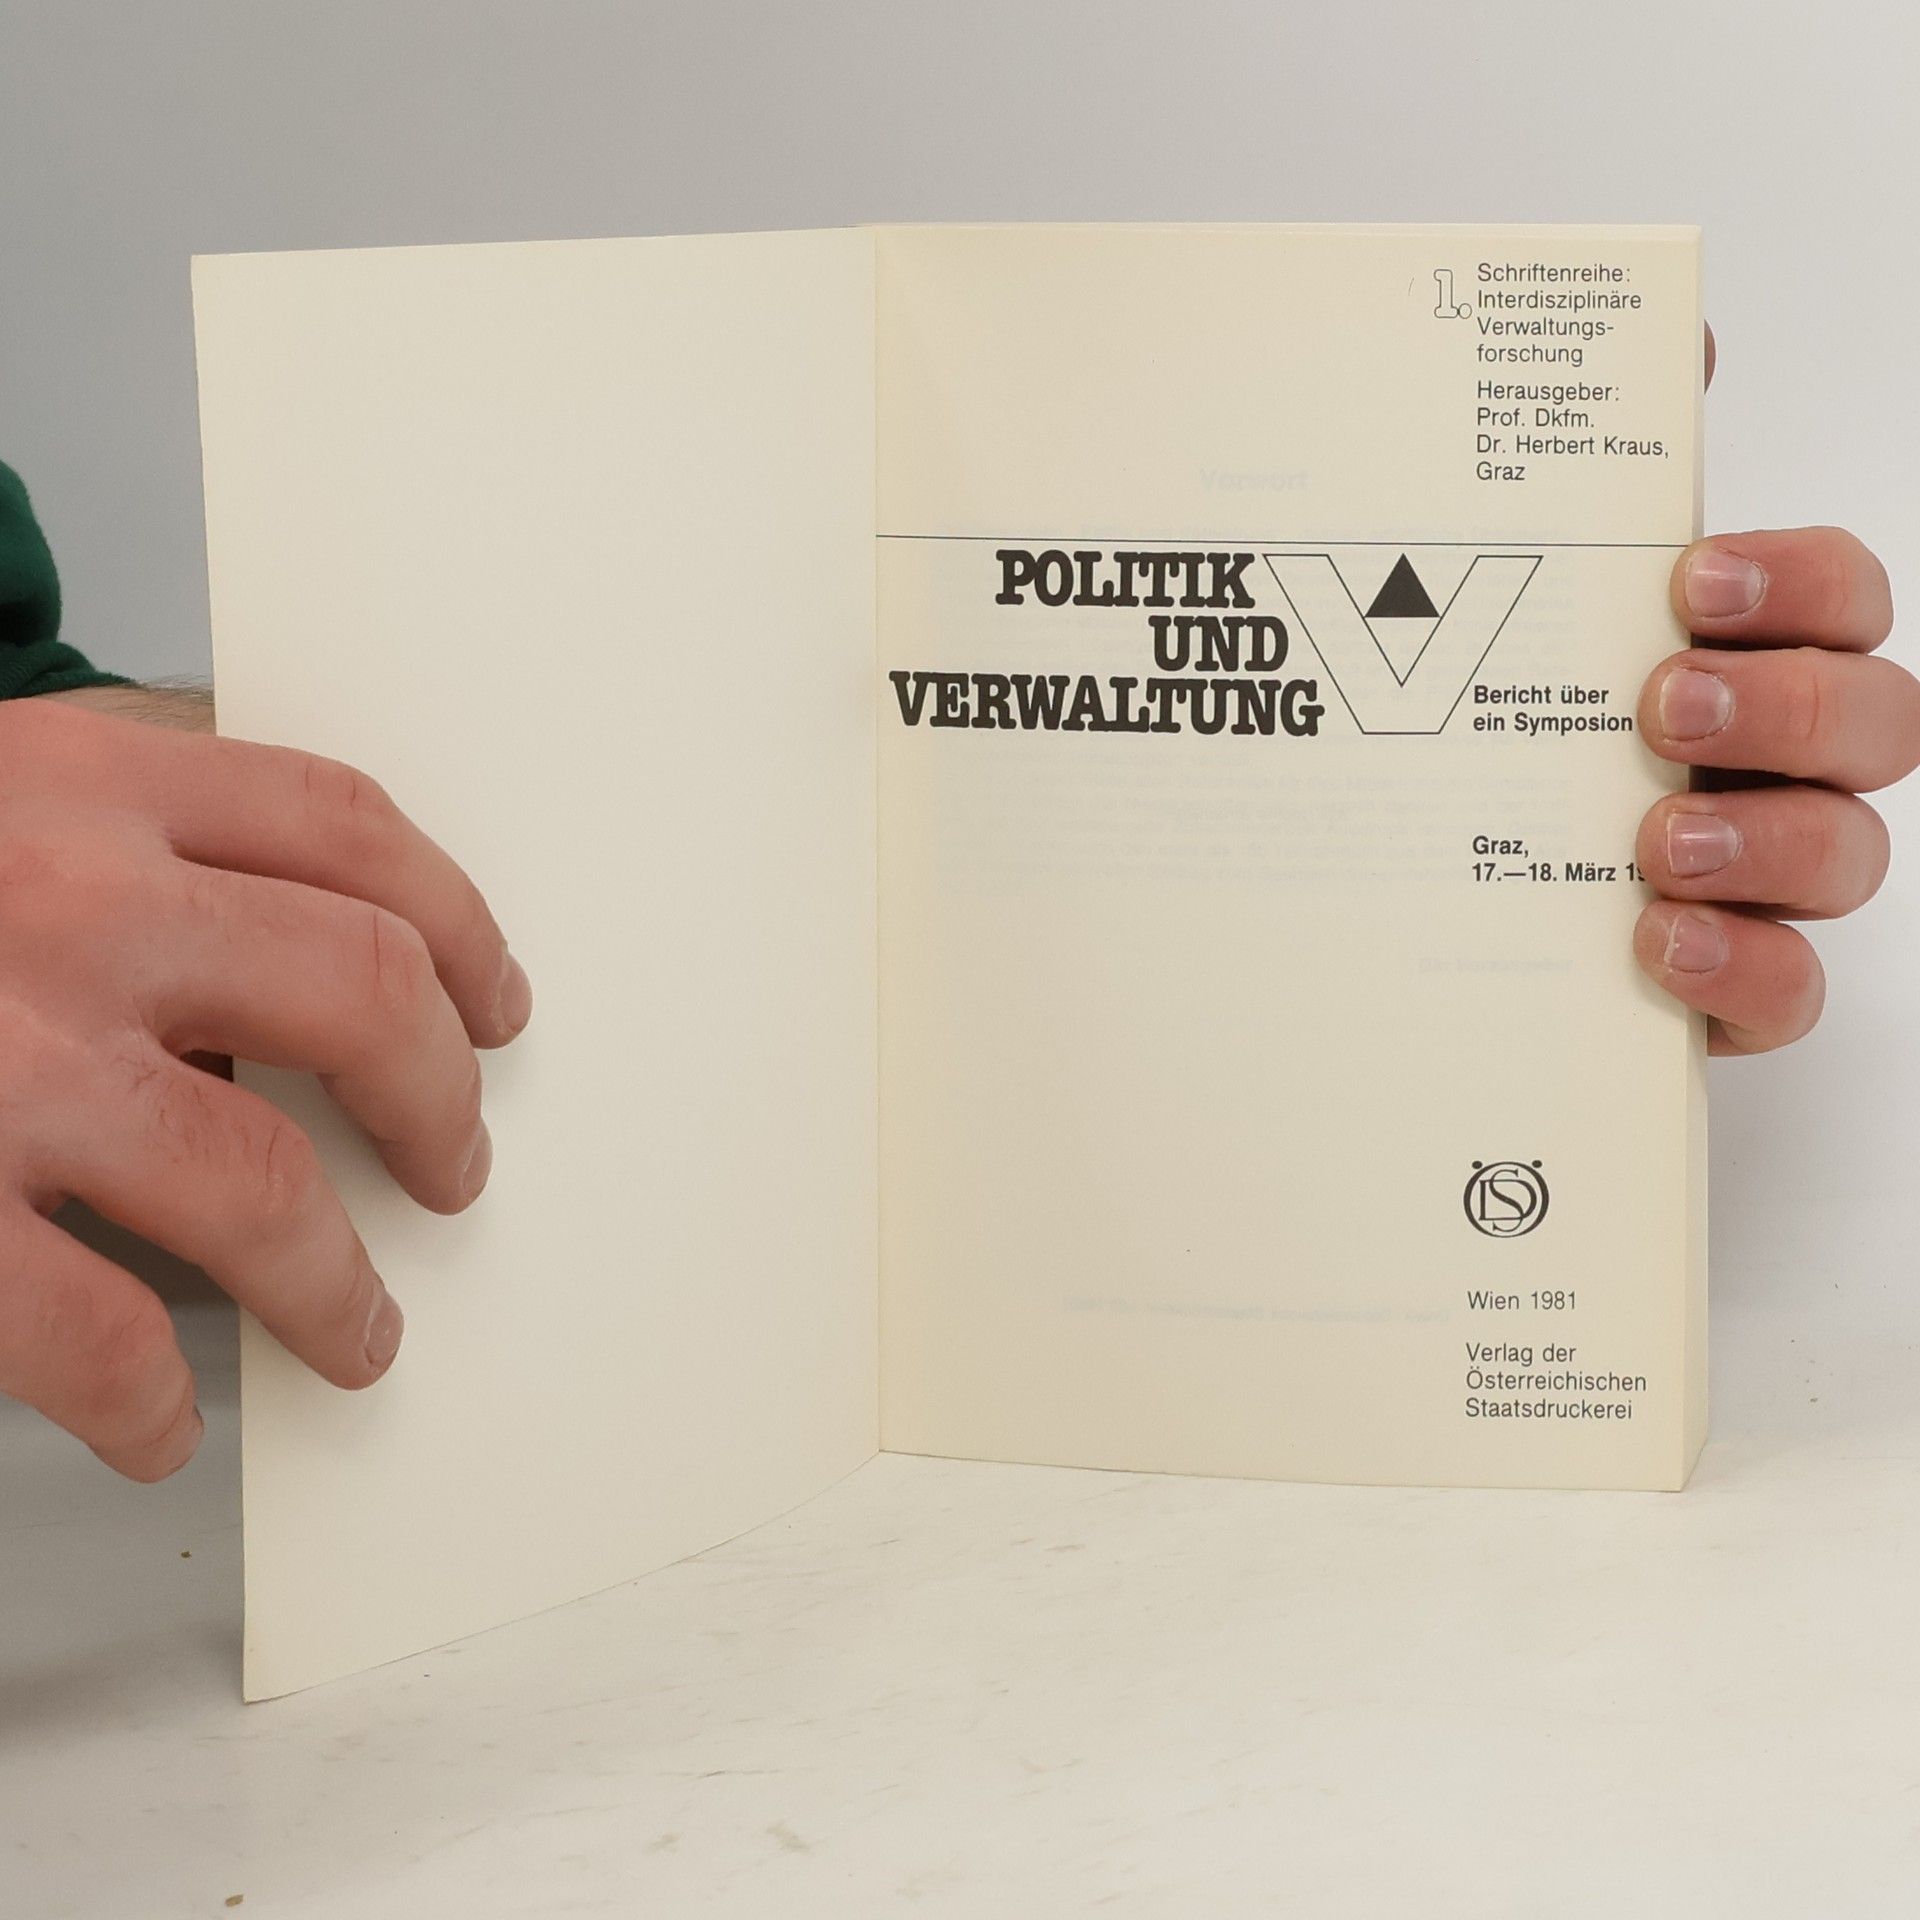 1.
Schriftenreihe:
Interdisziplinäre
Verwaltungs-
forschung
Herausgeber:
Prof. Dkfm.
Dr. Herbert Kraus,
Graz
Vorwort
POLITIK
UND
VERWALTUNG
Bericht über
ein Symposion
Graz,
17.—18. März
Wien 1981
Verlag der
Österreichischen
Staatsdruckerei